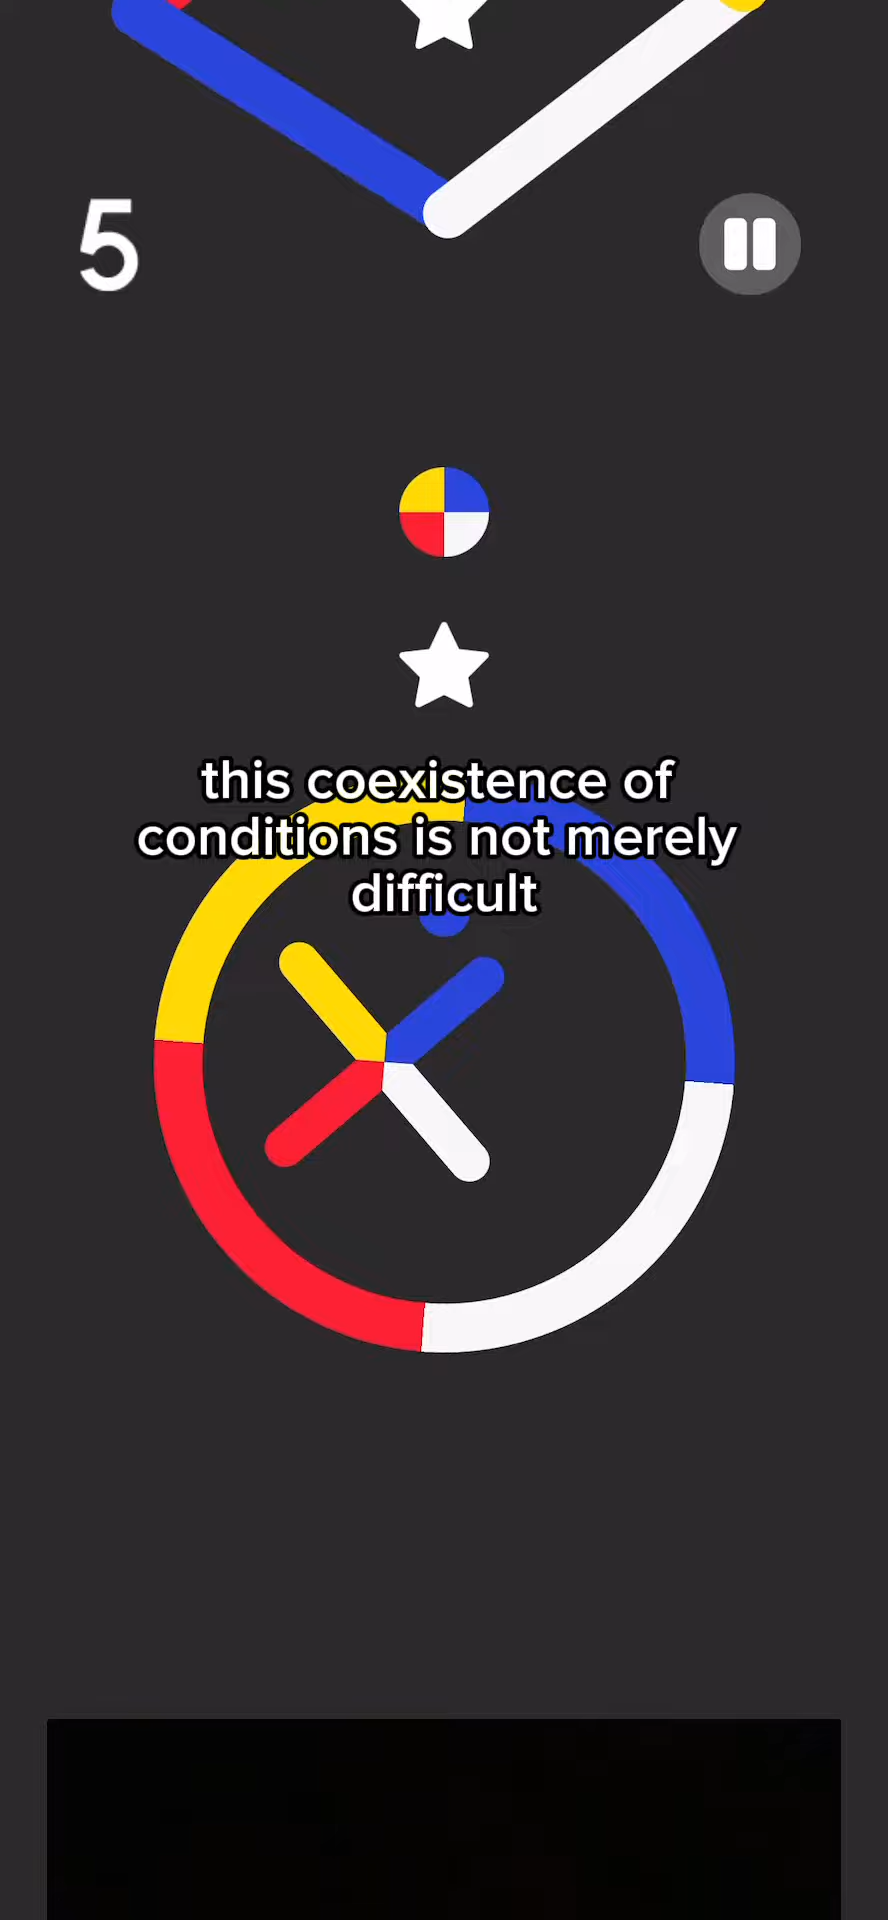 5
this coexistence of
conditions is not merely
difficult